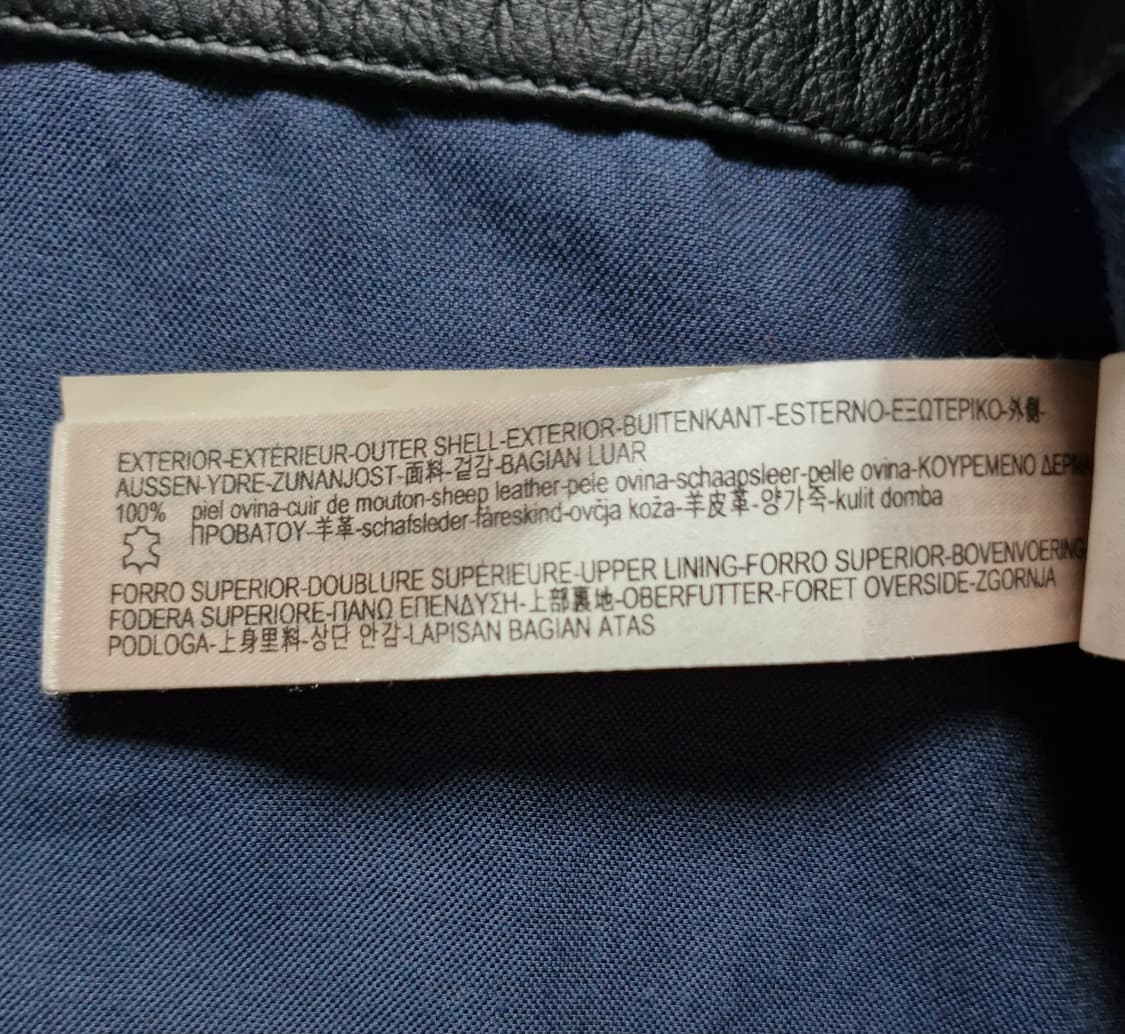 EXTERIOR-EXTÉRIEUR-OUTER SHELL-EXTERIOR-BUITENKANT-ESTERNO-ΕΞΩΤΕΡΙΚΟ-外側-
AUSSEN-YDRE-ZUNANJOST-面料-겉감-BAGIAN LUAR
100% piel ovina-cuir de mouton-sheep leather-pele ovina-schaapsleer-pelle ovina-ΚΟΥΡΕΜΕΝΟ
ΠΡΟΒΑΤΟΥ-羊革-schafsleder-fåreskind-ovčja koža-羊皮革-양가죽-kulit domba
FORRO SUPERIOR-DOUBLURE SUPÉRIEURE-UPPER LINING-FORRO SUPERIOR-BOVENVOERING-
FODERA SUPERIORE-ΠΑΝΩ ΕΠΕΝΔΥΣΗ-上部裏地-OBERFUTTER-FORET OVERSIDE-ZGORNJA
PODLOGA-上身里料-상단 안감-LAPISAN BAGIAN ATAS